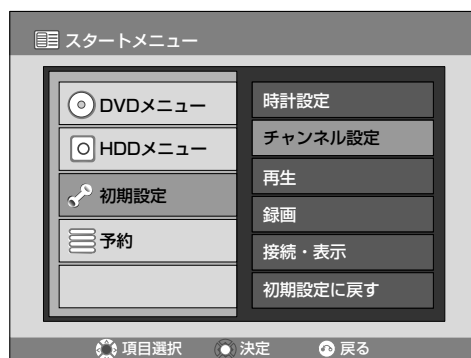 スタートメニュー
DVDメニュー
HDDメニュー
初期設定
予約
時計設定
チャンネル設定
再生
録画
接続・表示
初期設定に戻す
項目選択 決定 戻る